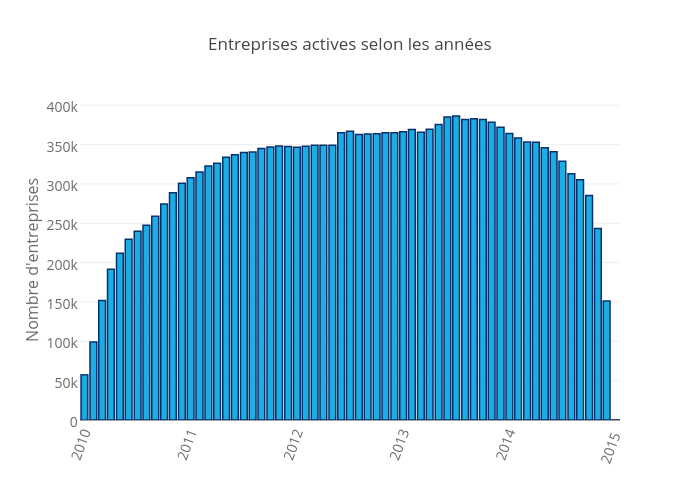 Entreprises actives selon les années
Nombre d'entreprises
400k
350k
300k
250k
200k
150k
100k
50k
0
2010
2011
2012
2013
2014
2015